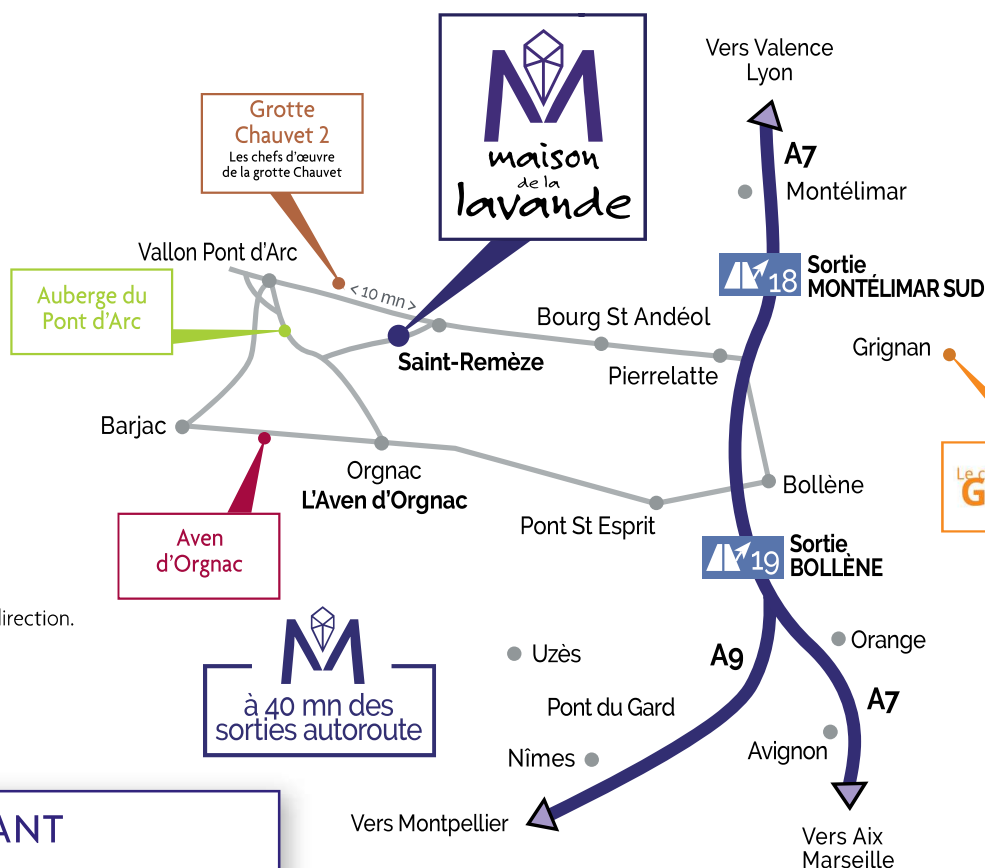 M
maison
de la
lavande
Vers Valence
Lyon
Grotte
Chauvet 2
Les chefs d'œuvre
de la grotte Chauvet
A7
Montélimar
Vallon Pont d'Arc
18
Sortie
MONTÉLIMAR SUD
Auberge du
Pont d'Arc
< 10 mn >
Bourg St Andéol
Saint-Remèze
Pierrelatte
Grignan
Barjac
Orgnac
L'Aven d'Orgnac
Le c
G
Bollène
Pont St Esprit
Aven
d'Orgnac
19
Sortie
BOLLÈNE
direction.
M
à 40 mn des
sorties autoroute
Uzès
A9
Orange
Pont du Gard
A7
Nîmes
Avignon
Vers Montpellier
ANT
Vers Aix
Marseille